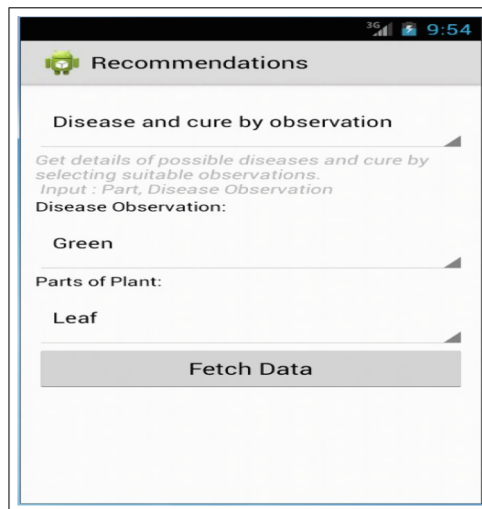 3G 9:54
Recommendations
Disease and cure by observation
Get details of possible diseases and cure by
selecting suitable observations.
Input : Part, Disease Observation
Disease Observation:
Green
Parts of Plant:
Leaf
Fetch Data